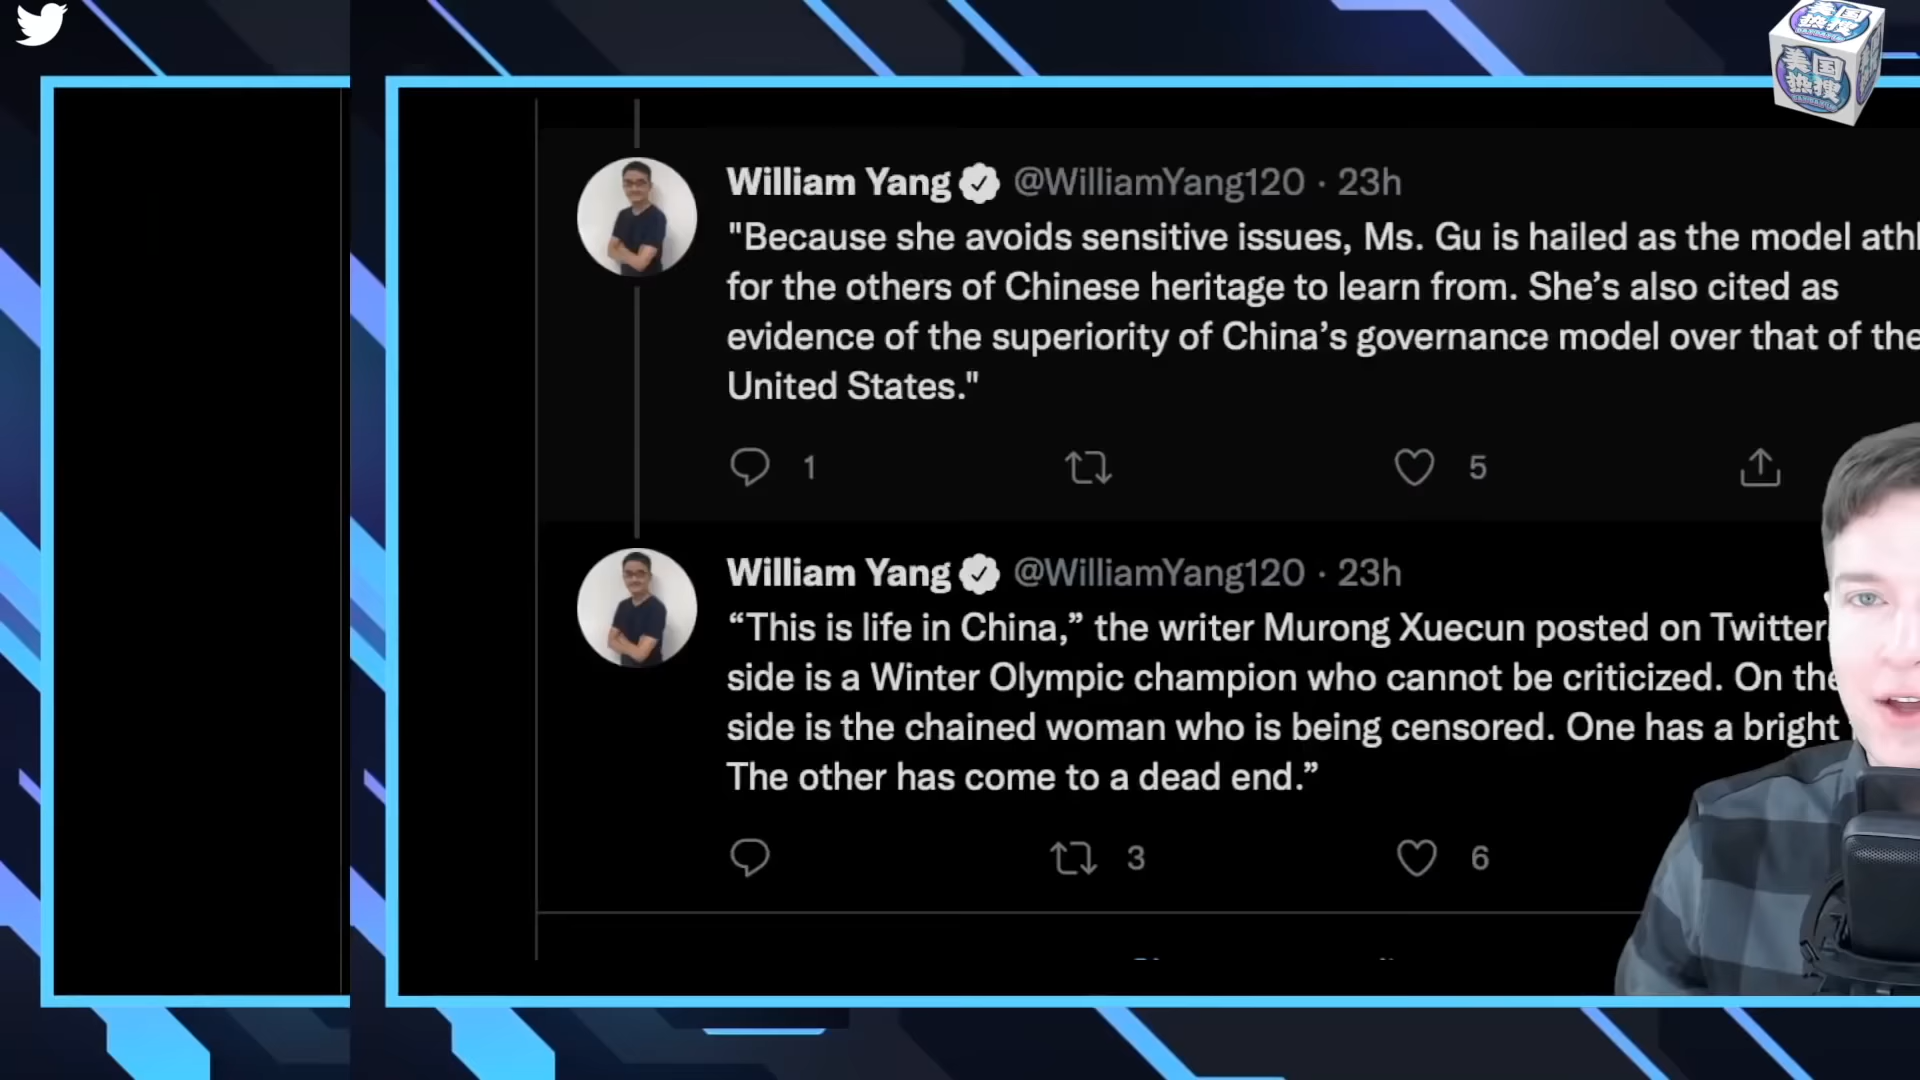 美国
热搜
美国
热搜
William Yang @WilliamYang120 · 23h
"Because she avoids sensitive issues, Ms. Gu is hailed as the model
for the others of Chinese heritage to learn from. She’s also cited as
evidence of the superiority of China’s governance model over that of the
United States."
1 5
William Yang @WilliamYang120 · 23h
“This is life in China,” the writer Murong Xuecun posted on Twitter.
side is a Winter Olympic champion who cannot be criticized. On the
side is the chained woman who is being censored. One has a bright
The other has come to a dead end.”
3 6